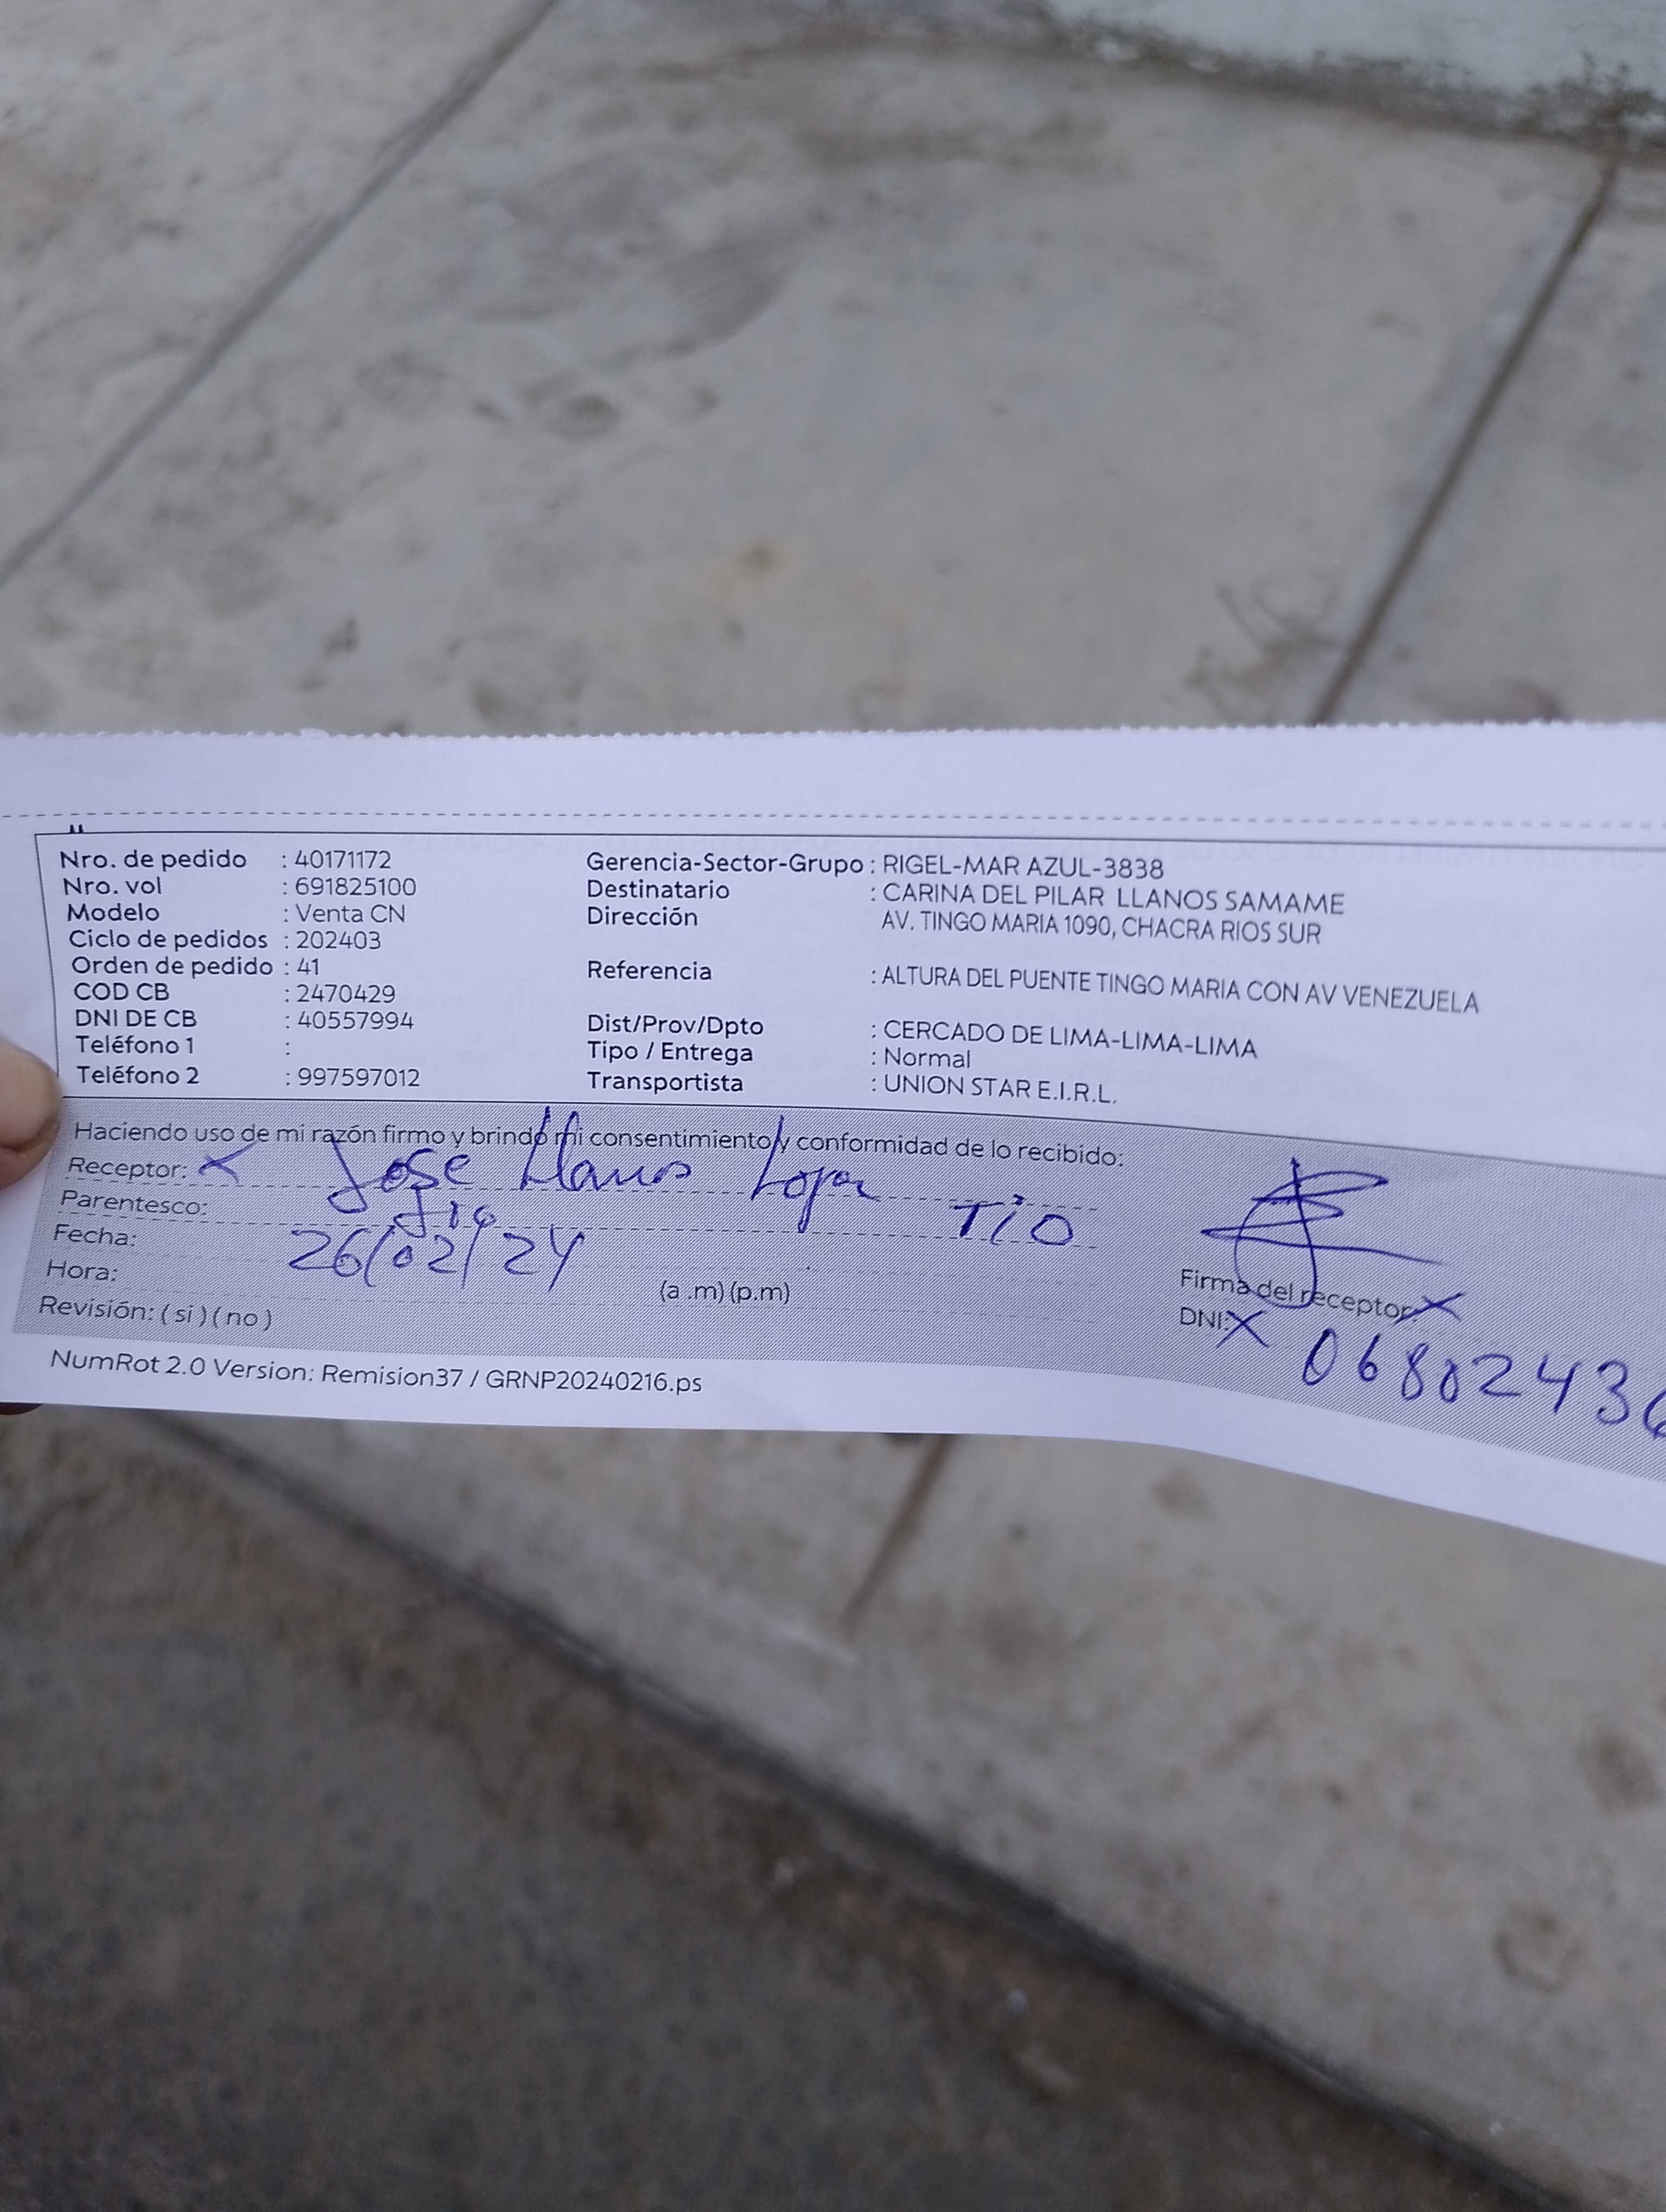 Nro. de pedido : 40171172
Nro. vol : 691825100
Modelo : Venta CN
Ciclo de pedidos : 202403
Orden de pedido : 41
COD CB : 2470429
DNI DE CB : 40557994
Teléfono 1 :
Teléfono 2 : 997597012
Gerencia-Sector-Grupo : RIGEL-MAR AZUL-3838
Destinatario : CARINA DEL PILAR LLANOS SAMAME
Dirección AV. TINGO MARIA 1090, CHACRA RIOS SUR
Referencia : ALTURA DEL PUENTE TINGO MARIA CON AV VENEZUELA
Dist/Prov/Dpto : CERCADO DE LIMA-LIMA-LIMA
Tipo / Entrega : Normal
Transportista : UNION STAR E.I.R.L.
Haciendo uso de mi razón firmo y brindo mi consentimiento y conformidad de lo recibido:
Receptor: x Jose Llanos
Parentesco: Tio TIO
Fecha: 26/02/24
Hora: (a .m) (p.m)
Revisión: ( si ) ( no )
Firma del receptor: x
DNI: x 0680243
NumRot 2.0 Version: Remision37 / GRNP20240216.ps